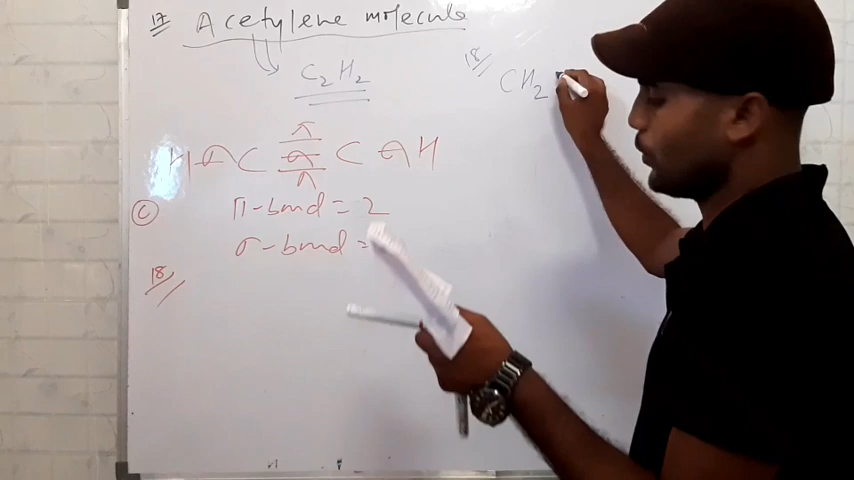 17 Acetylene molecule
C2H2
π
H σ C σ C σ H
π
C π-bond = 2
σ-bond =
18
18 CH2